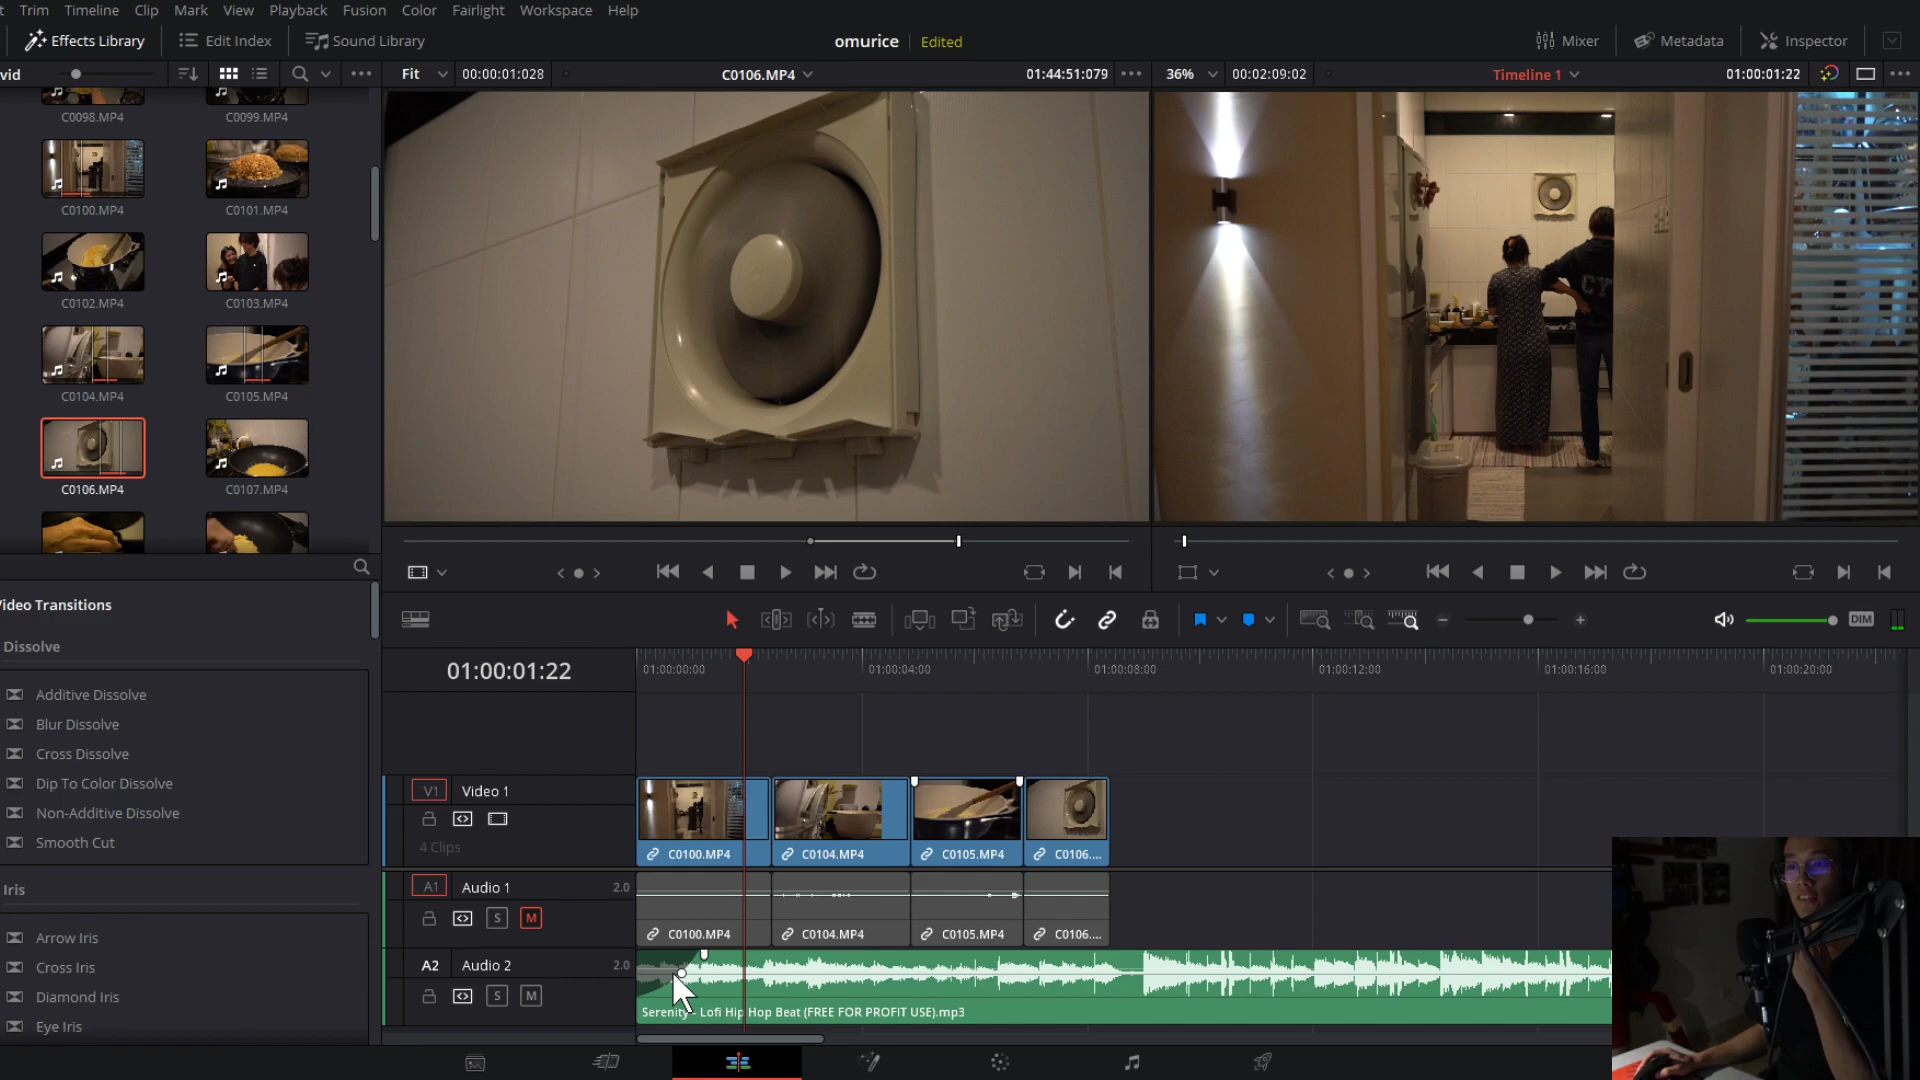 t Trim Timeline Clip Mark View Playback Fusion Color Fairlight Workspace Help
Effects Library Edit Index Sound Library omurice Edited Mixer Metadata Inspector
vid Fit 00:00:01:028 C0106.MP4 01:44:51:079 36% 00:02:09:02 Timeline 1 01:00:01:22
C0098.MP4 C0099.MP4
C0100.MP4 C0101.MP4
C0102.MP4 C0103.MP4
C0104.MP4 C0105.MP4
C0106.MP4 C0107.MP4
CY
Video Transitions
Dissolve
Additive Dissolve
Blur Dissolve
Cross Dissolve
Dip To Color Dissolve
Non-Additive Dissolve
Smooth Cut
Iris
Arrow Iris
Cross Iris
Diamond Iris
Eye Iris
DIM
01:00:01:22 01:00:00:00 01:00:04:00 01:00:08:00 01:00:12:00 01:00:16:00 01:00:20:00
V1 Video 1
4 Clips
C0100.MP4 C0104.MP4 C0105.MP4 C0106....
A1 Audio 1 2.0
S M
C0100.MP4 C0104.MP4 C0105.MP4 C0106....
A2 Audio 2 2.0
S M
Serenity - Lofi Hip Hop Beat (FREE FOR PROFIT USE).mp3